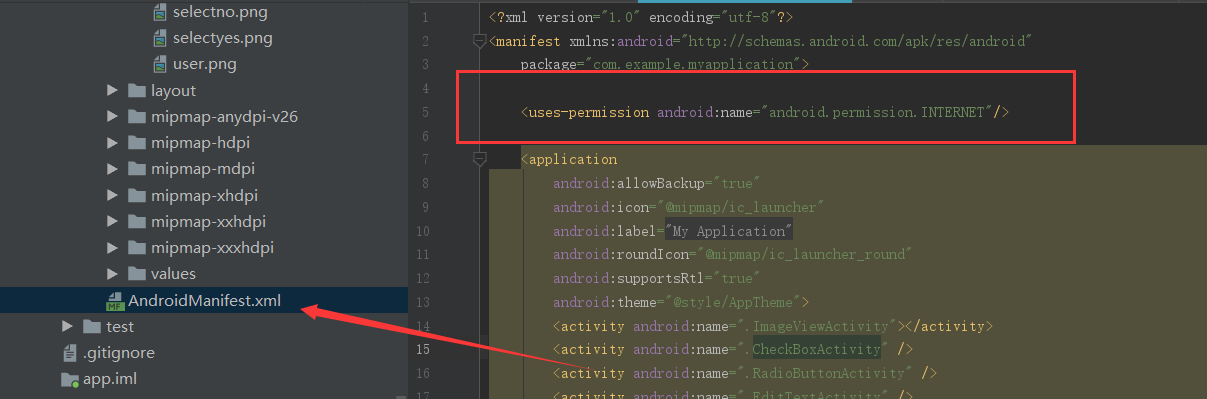 selectno.png
selectyes.png
user.png
layout
mipmap-anydpi-v26
mipmap-hdpi
mipmap-mdpi
mipmap-xhdpi
mipmap-xxhdpi
mipmap-xxxhdpi
values
MF AndroidManifest.xml
test
.gitignore
app.iml
1 <?xml version="1.0" encoding="utf-8"?>
2 <manifest xmlns:android="http://schemas.android.com/apk/res/android"
3 package="com.example.myapplication">
4
5 <uses-permission android:name="android.permission.INTERNET"/>
6
7 <application
8 android:allowBackup="true"
9 android:icon="@mipmap/ic_launcher"
10 android:label="My Application"
11 android:roundIcon="@mipmap/ic_launcher_round"
12 android:supportsRtl="true"
13 android:theme="@style/AppTheme">
14 <activity android:name=".ImageViewActivity"></activity>
15 <activity android:name=".CheckBoxActivity" />
16 <activity android:name=".RadioButtonActivity" />
17 <activity android:name=".EditTextActivity" />